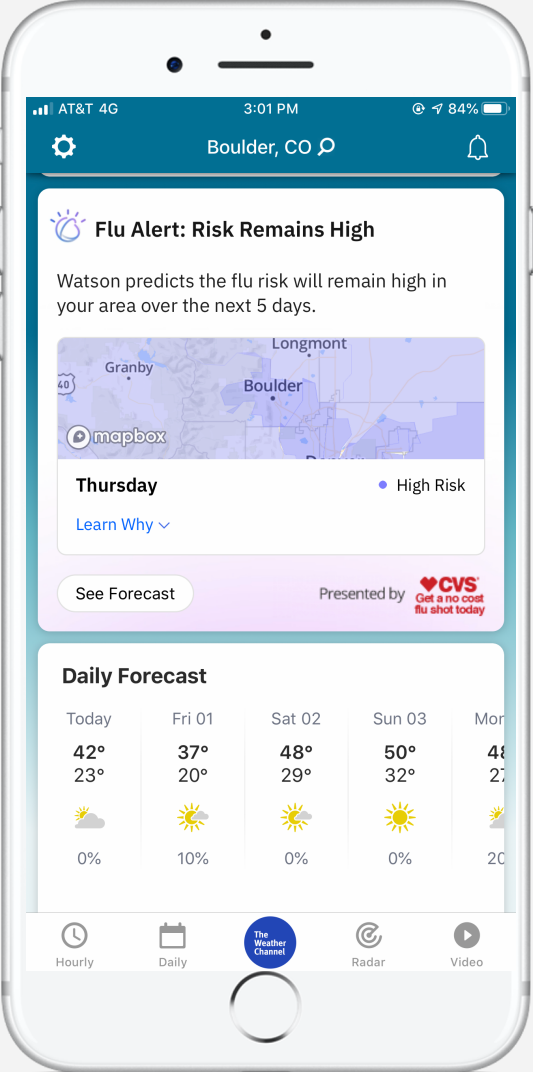 AT&T 4G 3:01 PM 84%
Boulder, CO
Flu Alert: Risk Remains High
Watson predicts the flu risk will remain high in
your area over the next 5 days.
Longmont
Granby
40
Boulder
mapbox
Thursday High Risk
Learn Why
See Forecast
Presented by
CVS
Get a no cost
flu shot today
Daily Forecast
Today Fri 01 Sat 02 Sun 03 Mon
42° 37° 48° 50° 48
23° 20° 29° 32° 27
0% 10% 0% 0% 20
The
Weather
Channel
Hourly Daily Radar Video